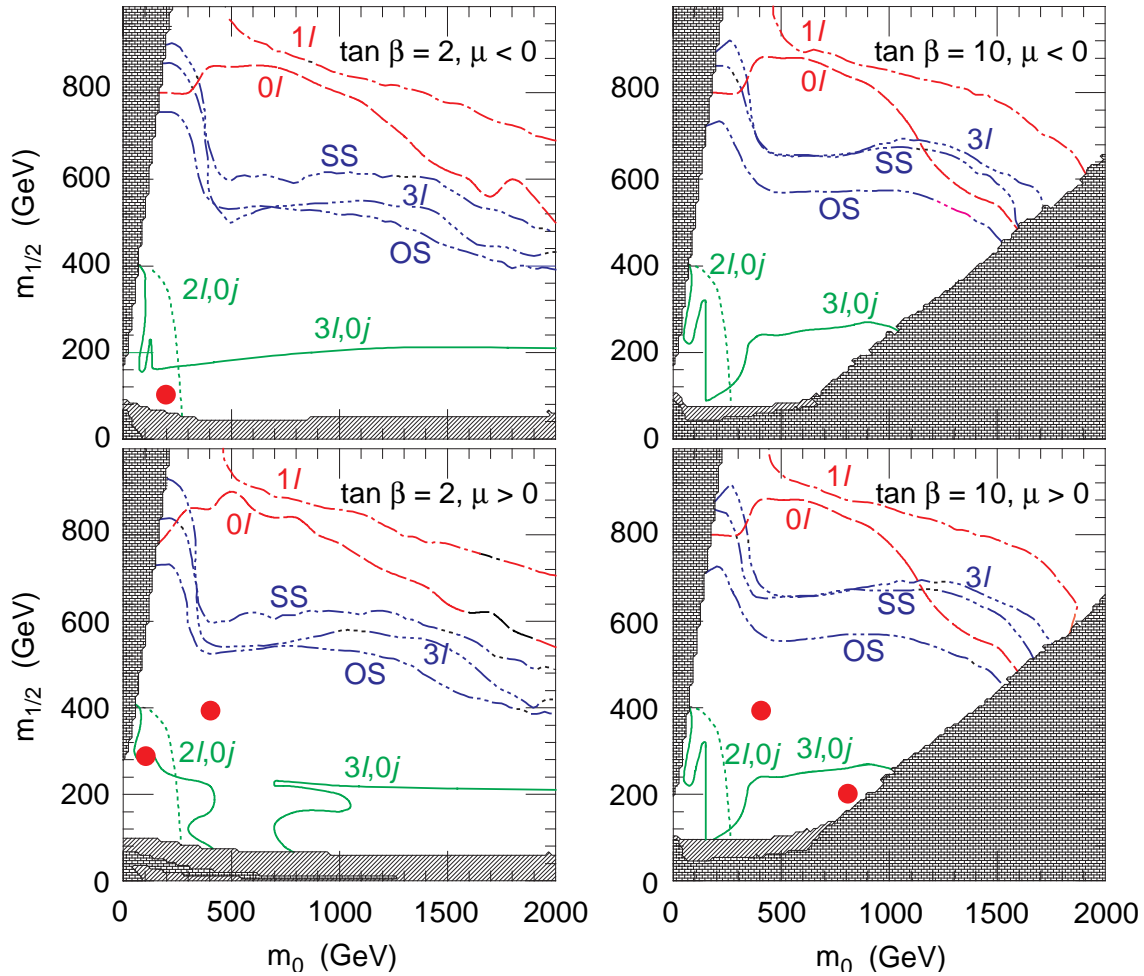 1l
tan β = 2, μ < 0
0l
SS
3l
OS
2l,0j
3l,0j
800
600
400
200
0
m1/2 (GeV)
1l
tan β = 10, μ < 0
0l
3l
SS
OS
2l,0j
3l,0j
800
600
400
200
0
m1/2 (GeV)
1l
tan β = 2, μ > 0
0l
SS
3l
OS
2l,0j
3l,0j
800
600
400
200
0
m1/2 (GeV)
0 500 1000 1500 2000
m0 (GeV)
1l
tan β = 10, μ > 0
0l
3l
SS
OS
2l,0j
3l,0j
800
600
400
200
0
0 500 1000 1500 2000
m0 (GeV)